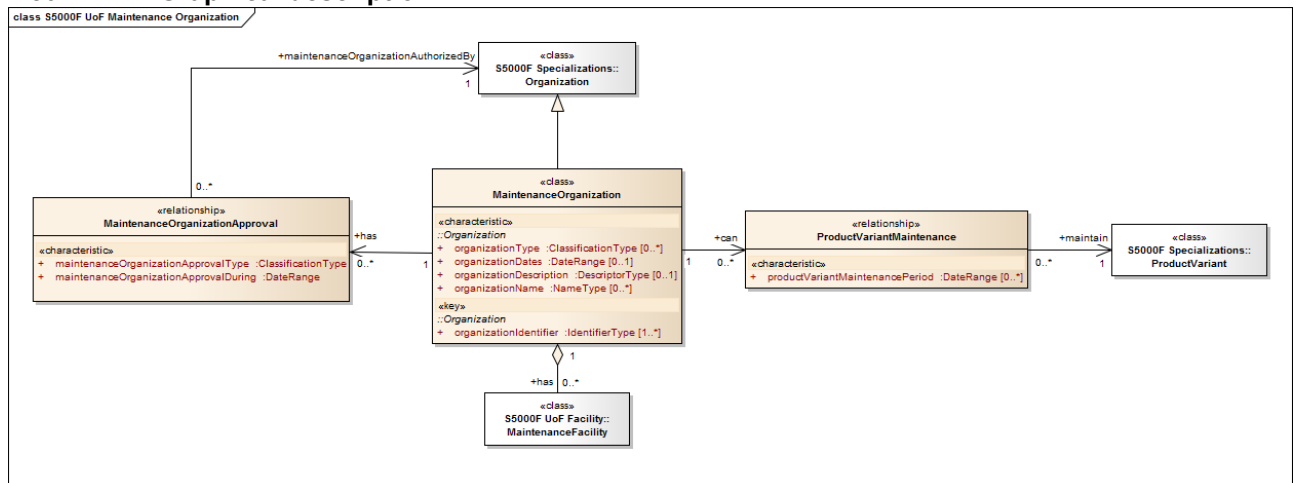 class S5000F UoF Maintenance Organization
+maintenanceOrganizationAuthorizedBy
1
«class»
S5000F Specializations::
Organization
0..*
«relationship»
MaintenanceOrganizationApproval
«characteristic»
+ maintenanceOrganizationApprovalType :ClassificationType
+ maintenanceOrganizationApprovalDuring :DateRange
+has
0..*
1
«class»
MaintenanceOrganization
«characteristic»
::Organization
+ organizationType :ClassificationType [0..*]
+ organizationDates :DateRange [0..1]
+ organizationDescription :DescriptorType [0..1]
+ organizationName :NameType [0..*]
«key»
::Organization
+ organizationIdentifier :IdentifierType [1..*]
+can
1
0..*
«relationship»
ProductVariantMaintenance
«characteristic»
+ productVariantMaintenancePeriod :DateRange [0..*]
+maintain
0..*
1
«class»
S5000F Specializations::
ProductVariant
1
+has
0..*
«class»
S5000F UoF Facility::
MaintenanceFacility